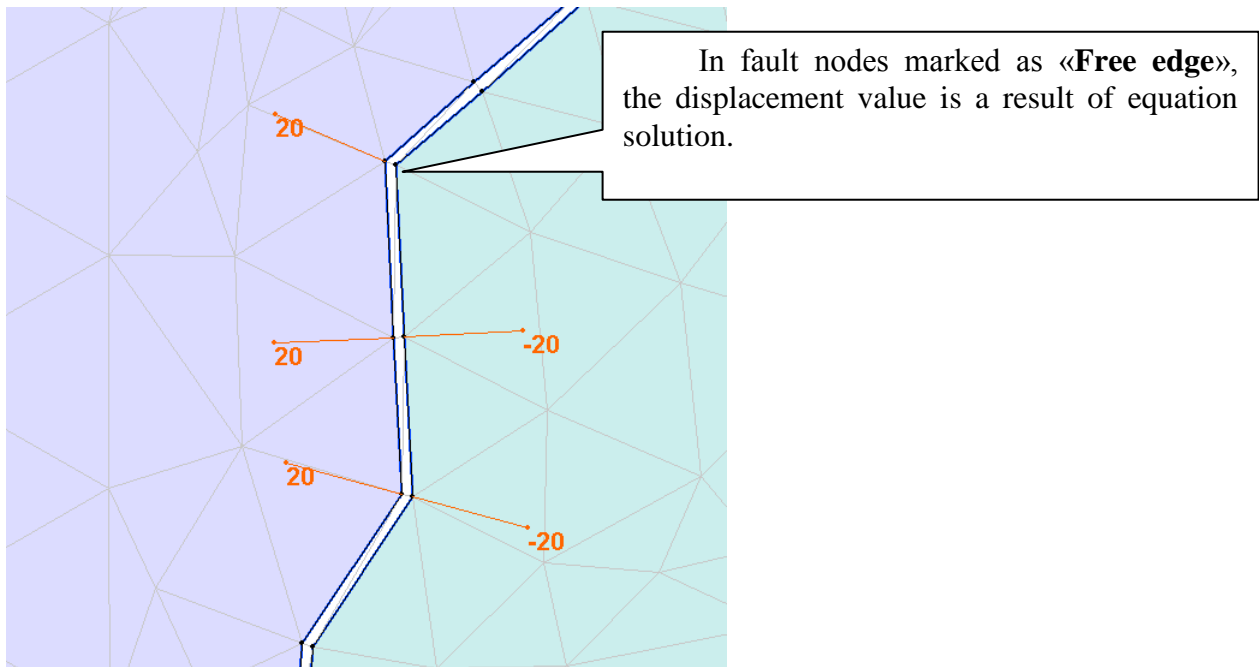 In fault nodes marked as «Free edge»,
the displacement value is a result of equation
solution.
20
20
-20
20
-20